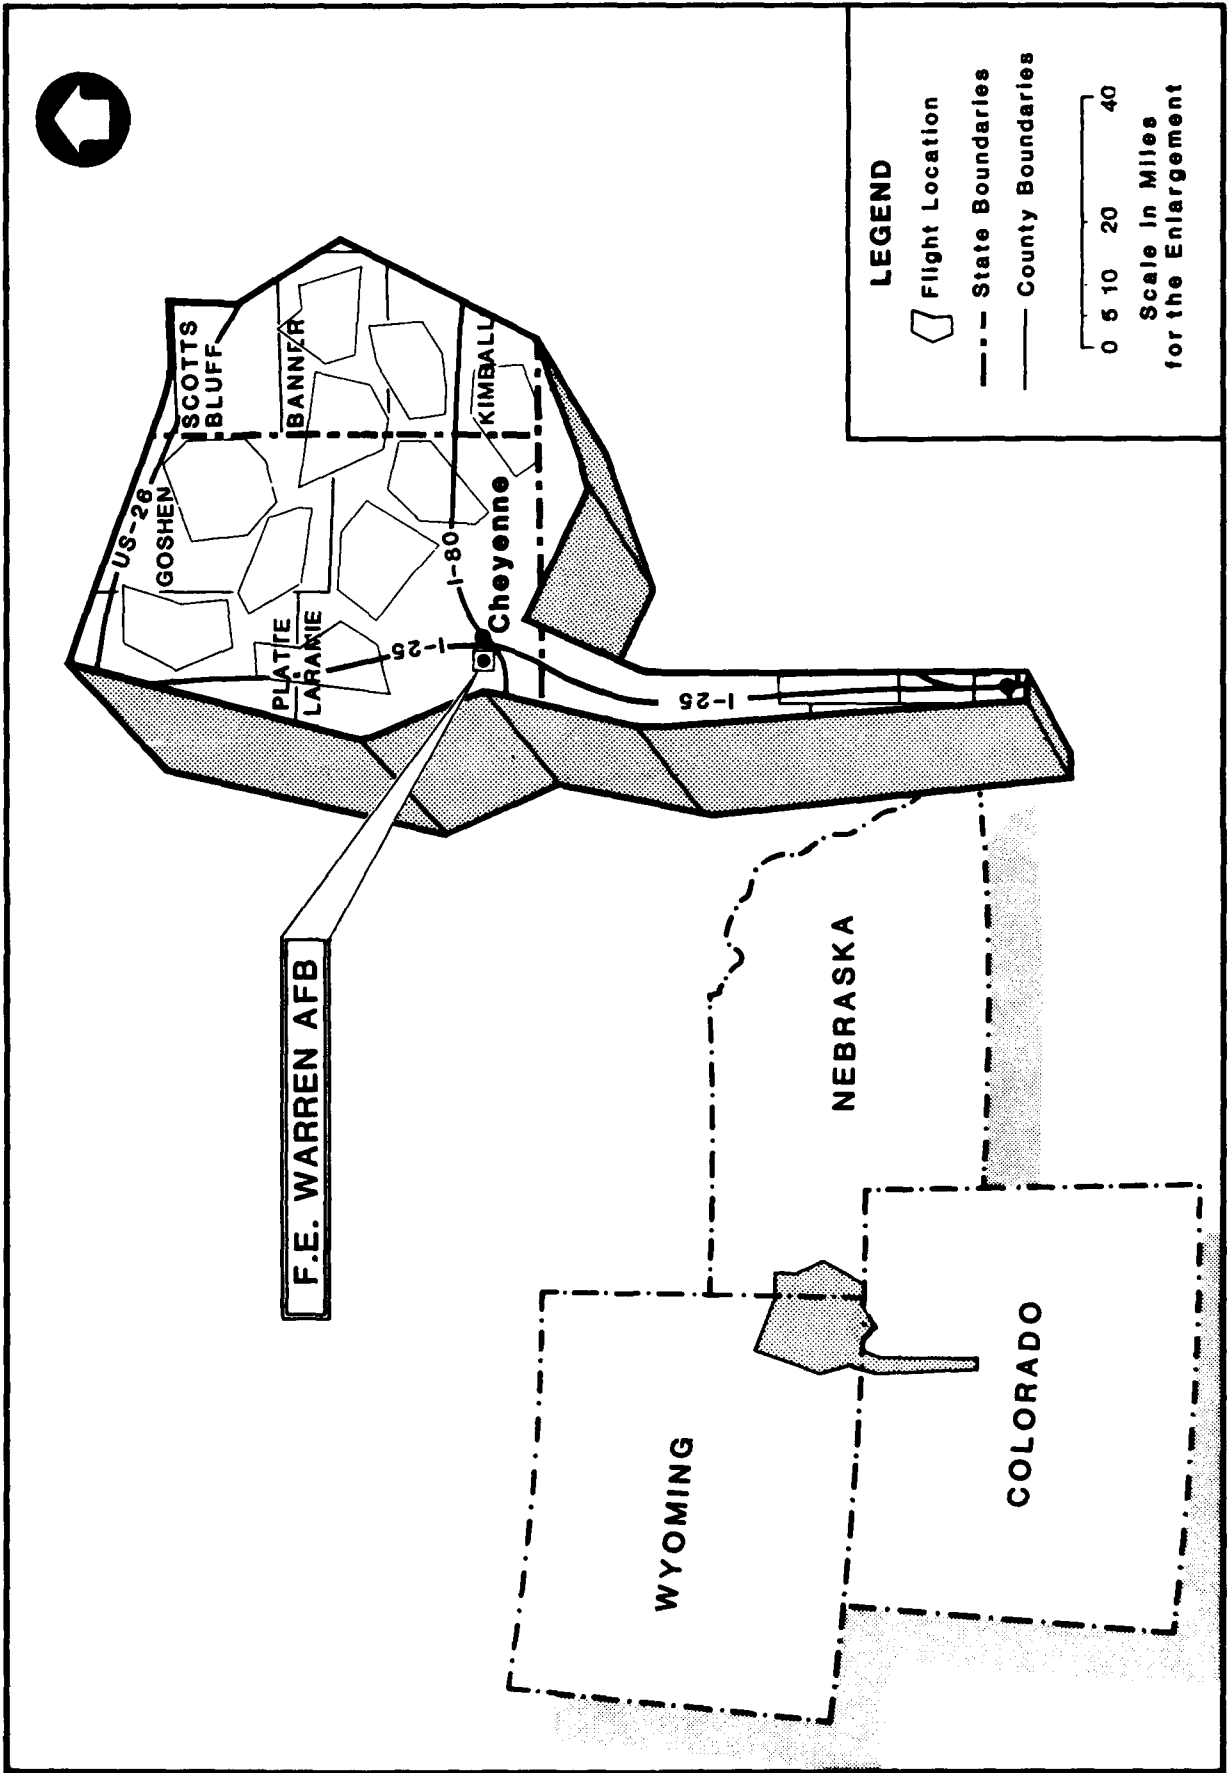 US-26
GOSHEN
SCOTTS
BLUFF
BANNER
PLATTE
LARAMIE
I-25
I-80
KIMBALL
Cheyenne
I-25
F.E. WARREN AFB
WYOMING
NEBRASKA
COLORADO
LEGEND
Flight Location
State Boundaries
County Boundaries
0 5 10 20 40
Scale in Miles
for the Enlargement